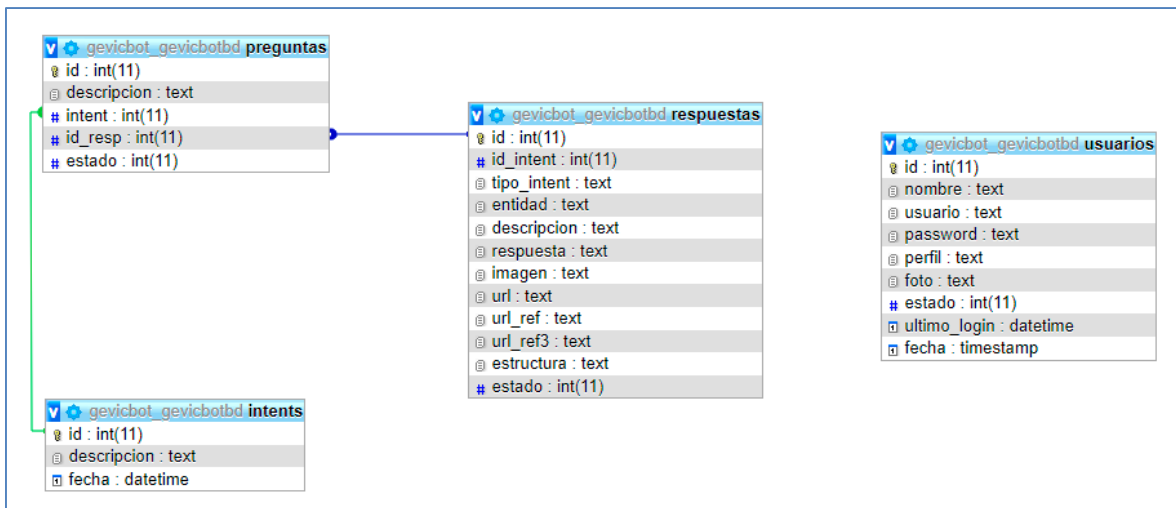 gevicbot_gevicbotbd preguntas
id : int(11)
descripcion : text
intent : int(11)
id_resp : int(11)
estado : int(11)
gevicbot_gevicbotbd respuestas
id : int(11)
id_intent : int(11)
tipo_intent : text
entidad : text
descripcion : text
respuesta : text
imagen : text
url : text
url_ref : text
url_ref3 : text
estructura : text
estado : int(11)
gevicbot_gevicbotbd usuarios
id : int(11)
nombre : text
usuario : text
password : text
perfil : text
foto : text
estado : int(11)
ultimo_login : datetime
fecha : timestamp
gevicbot_gevicbotbd intents
id : int(11)
descripcion : text
fecha : datetime